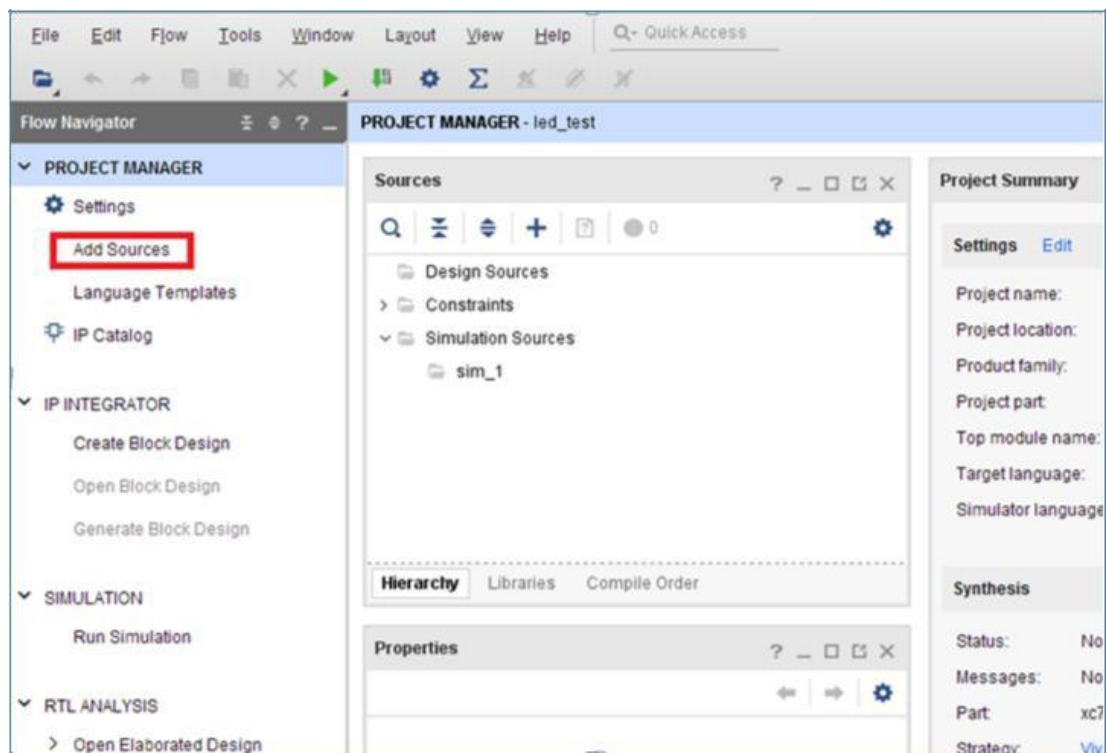 File Edit Flow Tools Window Layout View Help Quick Access
Flow Navigator
PROJECT MANAGER
Settings
Add Sources
Language Templates
IP Catalog
IP INTEGRATOR
Create Block Design
Open Block Design
Generate Block Design
SIMULATION
Run Simulation
RTL ANALYSIS
Open Elaborated Design
PROJECT MANAGER - led_test
Sources
0
Design Sources
Constraints
Simulation Sources
sim_1
Hierarchy Libraries Compile Order
Properties
Project Summary
Settings Edit
Project name:
Project location:
Product family:
Project part:
Top module name:
Target language:
Simulator language
Synthesis
Status: No
Messages: No
Part: xc7
Strategy: Viv